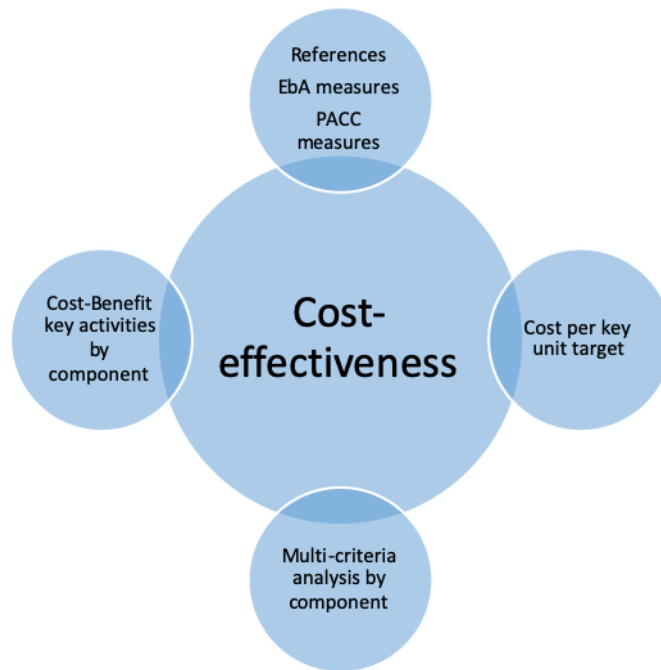 References
EbA measures
PACC
measures
Cost-Benefit
key activities
by
component
Cost-
effectiveness
Cost per key
unit target
Multi-criteria
analysis by
component